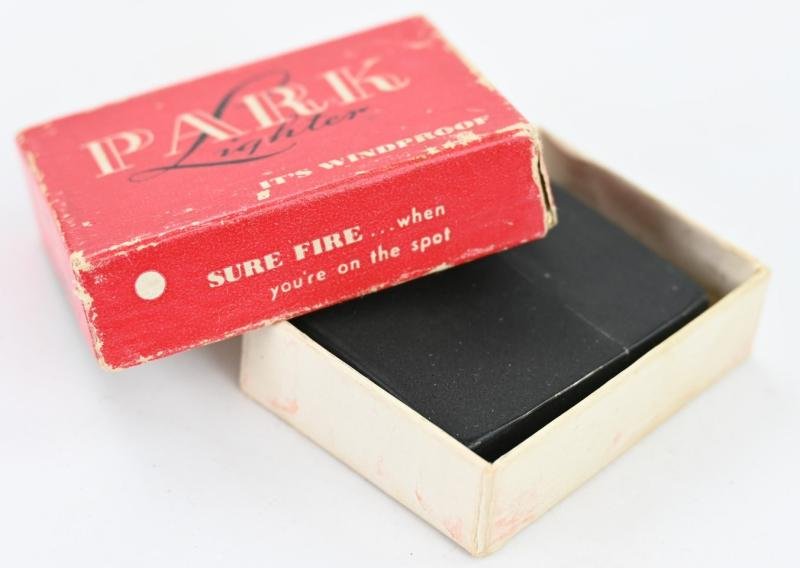 PARK
Lighter
IT'S WINDPROOF
SURE FIRE...when
you're on the spot